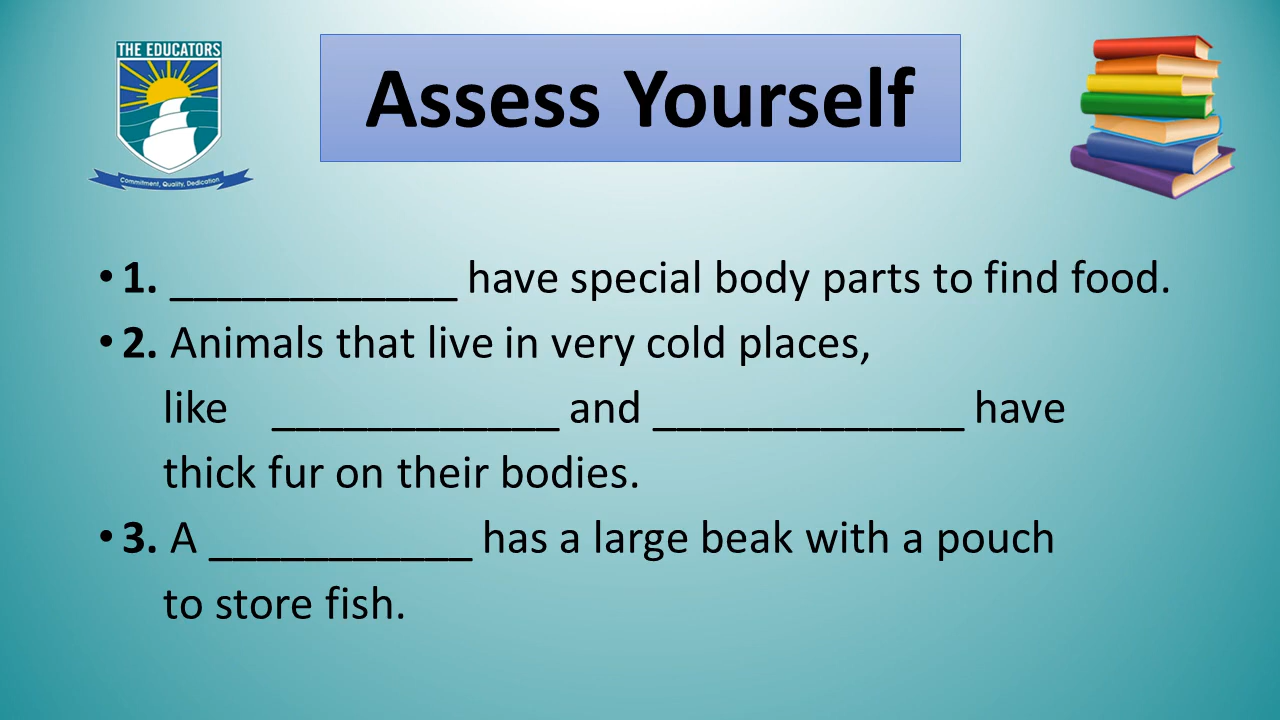 THE EDUCATORS
Commitment, Quality, Dedication
Assess Yourself
• 1. ____________ have special body parts to find food.
• 2. Animals that live in very cold places,
like ____________ and _____________ have
thick fur on their bodies.
• 3. A ___________ has a large beak with a pouch
to store fish.